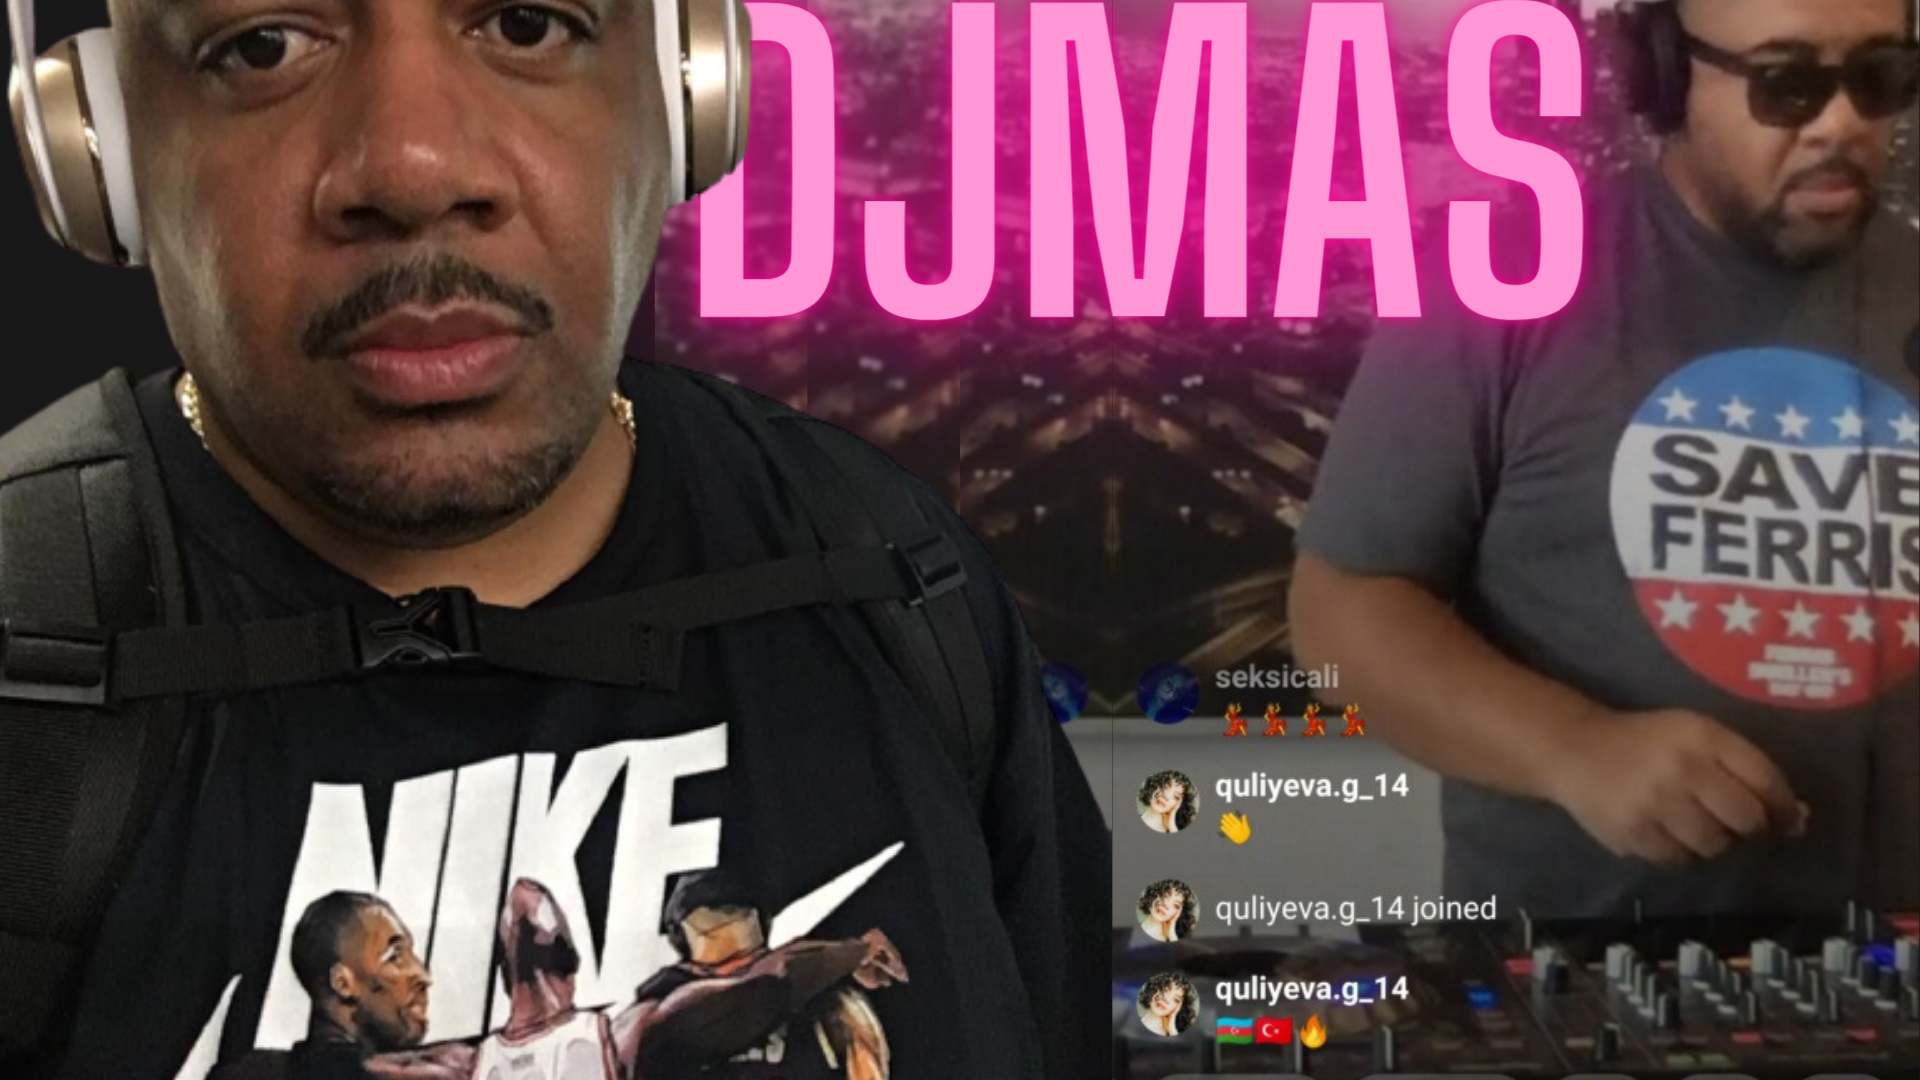 DJMAS
SAVE
FERRIS
seksicali
💃💃💃💃
quliyeva.g_14
👏
quliyeva.g_14 joined
quliyeva.g_14
🇦🇿🇹🇷🔥
NIKE